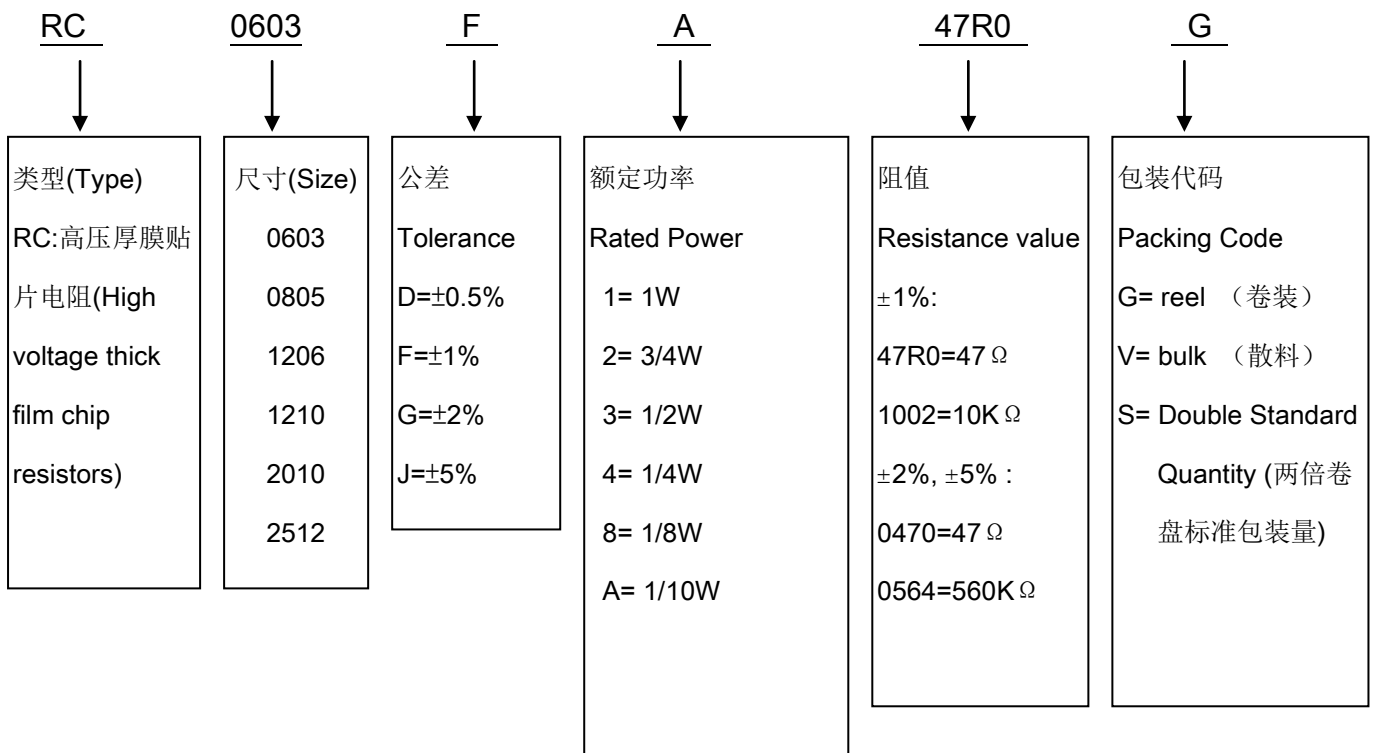 RC 0603 F A 47R0 G
类型(Type)
RC:高压厚膜贴
片电阻(High
voltage thick
film chip
resistors)
尺寸(Size)
0603
0805
1206
1210
2010
2512
公差
Tolerance
D=±0.5%
F=±1%
G=±2%
J=±5%
额定功率
Rated Power
1= 1W
2= 3/4W
3= 1/2W
4= 1/4W
8= 1/8W
A= 1/10W
阻值
Resistance value
±1%:
47R0=47Ω
1002=10KΩ
±2%, ±5% :
0470=47Ω
0564=560KΩ
包装代码
Packing Code
G= reel （卷装）
V= bulk （散料）
S= Double Standard
Quantity (两倍卷
盘标准包装量)